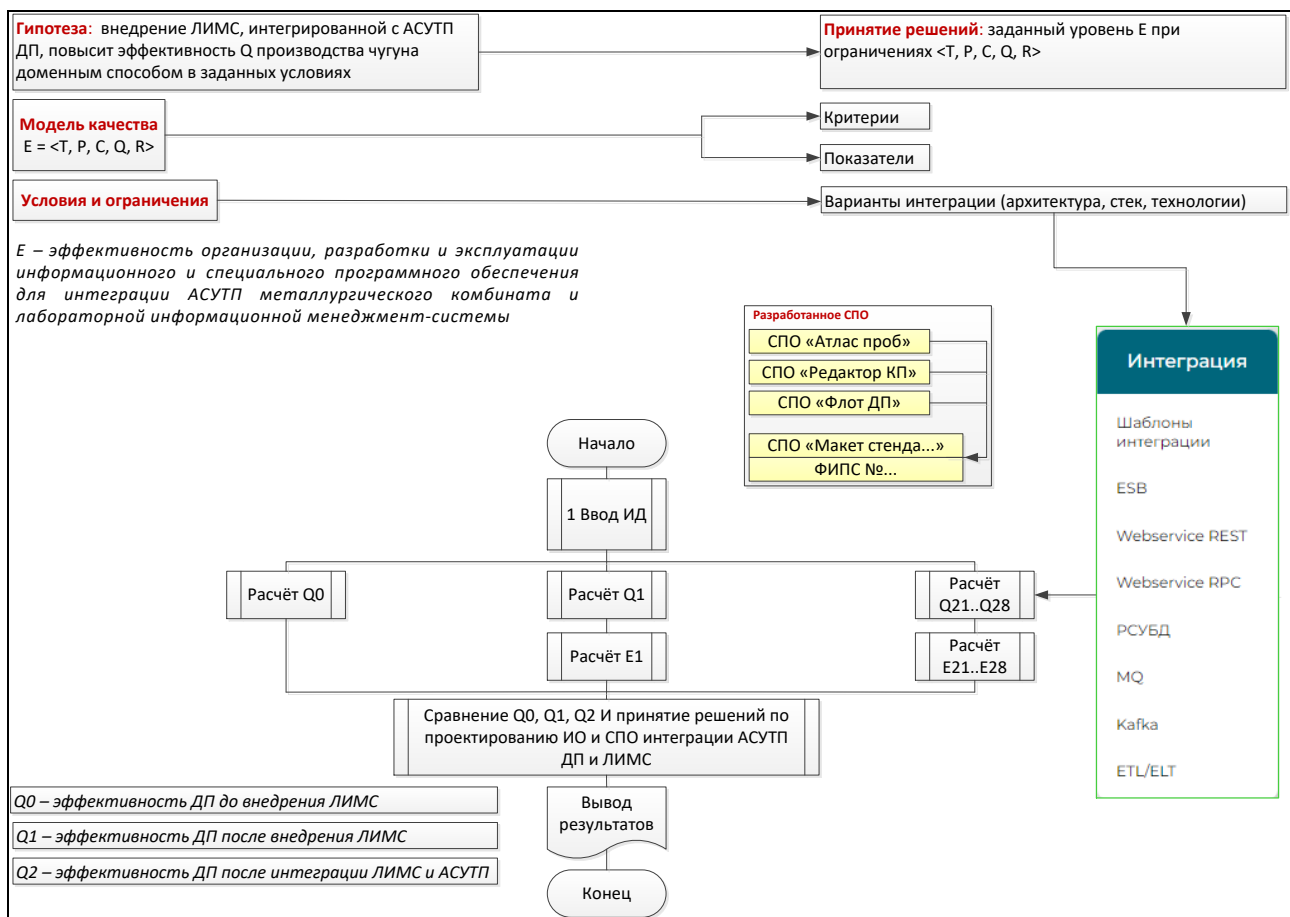 Гипотеза: внедрение ЛИМС, интегрированной с АСУТП
ДП, повысит эффективность Q производства чугуна
доменным способом в заданных условиях
Принятие решений: заданный уровень E при
ограничениях <T, P, C, Q, R>
Модель качества
E = <T, P, C, Q, R>
Критерии
Показатели
Условия и ограничения
Варианты интеграции (архитектура, стек, технологии)
E – эффективность организации, разработки и эксплуатации
информационного и специального программного обеспечения
для интеграции АСУТП металлургического комбината и
лабораторной информационной менеджмент-системы
Разработанное СПО
СПО «Атлас проб»
СПО «Редактор КП»
СПО «Флот ДП»
СПО «Макет стенда...»
ФИПС №...
Интеграция
Шаблоны
интеграции
ESB
Webservice REST
Webservice RPC
РСУБД
MQ
Kafka
ETL/ELT
Начало
1 Ввод ИД
Расчёт Q0
Расчёт Q1
Расчёт
Q21..Q28
Расчёт E1
Расчёт
E21..E28
Сравнение Q0, Q1, Q2 И принятие решений по
проектированию ИО и СПО интеграции АСУТП
ДП и ЛИМС
Q0 – эффективность ДП до внедрения ЛИМС
Q1 – эффективность ДП после внедрения ЛИМС
Q2 – эффективность ДП после интеграции ЛИМС и АСУТП
Вывод
результатов
Конец